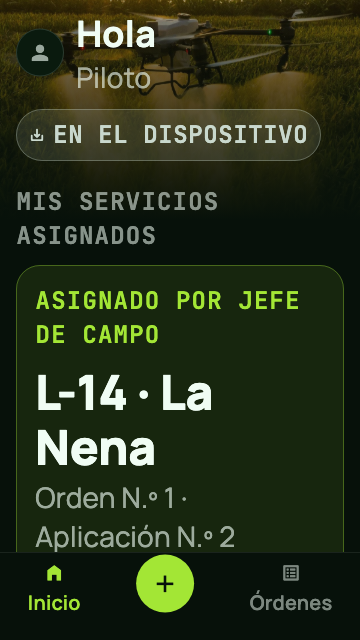 Hola
Piloto
EN EL DISPOSITIVO
MIS SERVICIOS
ASIGNADOS
ASIGNADO POR JEFE
DE CAMPO
L-14 · La
Nena
Orden N.º 1 ·
Aplicación N.º 2
Inicio
+
Órdenes